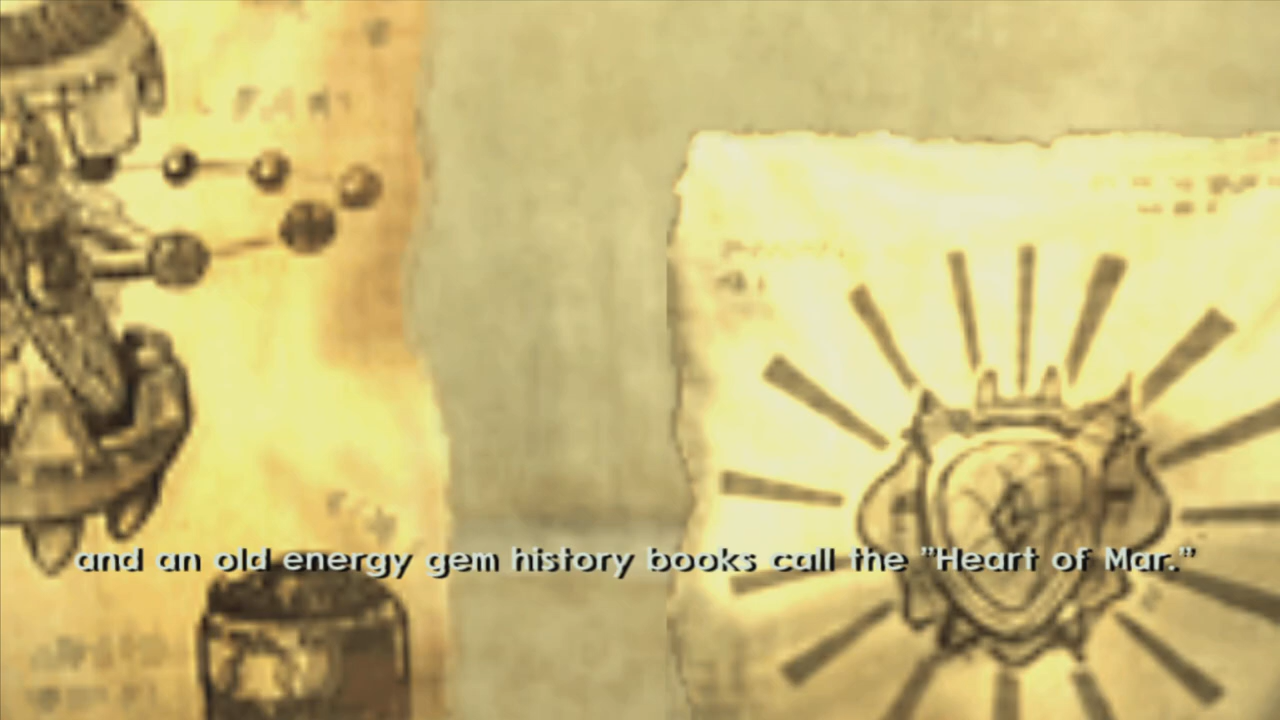 and an old energy gem history books call the "Heart of Mar."